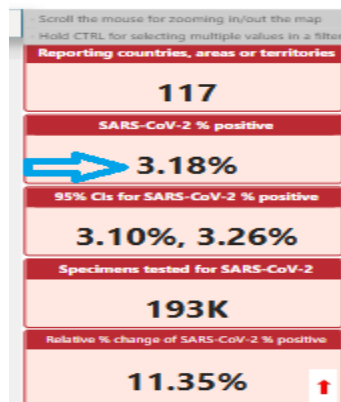 - Scroll the mouse for zooming in/out the map
- Hold CTRL for selecting multiple values in a filter
Reporting countries, areas or territories
117
SARS-CoV-2 % positive
3.18%
95% CIs for SARS-CoV-2 % positive
3.10%, 3.26%
Specimens tested for SARS-CoV-2
193K
Relative % change of SARS-CoV-2 % positive
11.35%